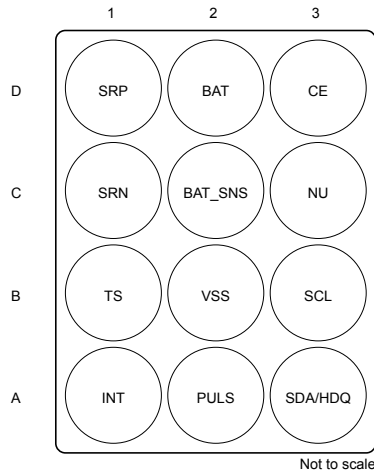 1 2 3
D SRP BAT CE
C SRN BAT_SNS NU
B TS VSS SCL
A INT PULS SDA/HDQ
Not to scale